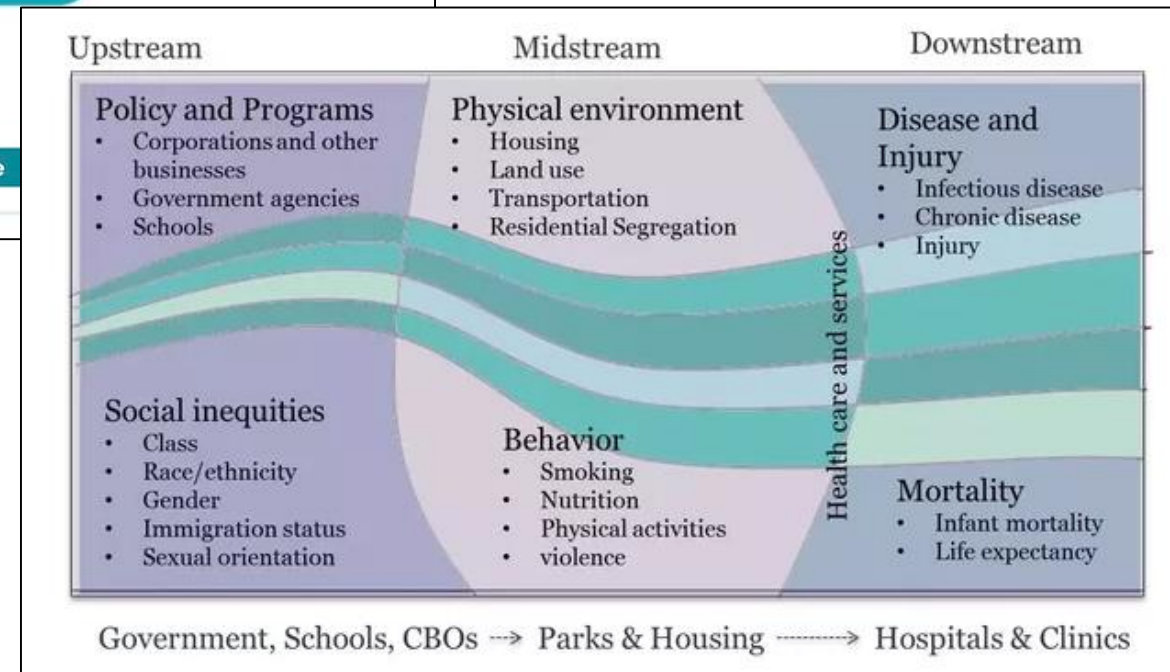 Upstream
Midstream
Downstream
Policy and Programs
• Corporations and other
businesses
• Government agencies
• Schools
Social inequities
• Class
• Race/ethnicity
• Gender
• Immigration status
• Sexual orientation
Physical environment
• Housing
• Land use
• Transportation
• Residential Segregation
Behavior
• Smoking
• Nutrition
• Physical activities
• violence
Health care and services
Disease and
Injury
• Infectious disease
• Chronic disease
• Injury
Mortality
• Infant mortality
• Life expectancy
Government, Schools, CBOs → Parks & Housing → Hospitals & Clinics